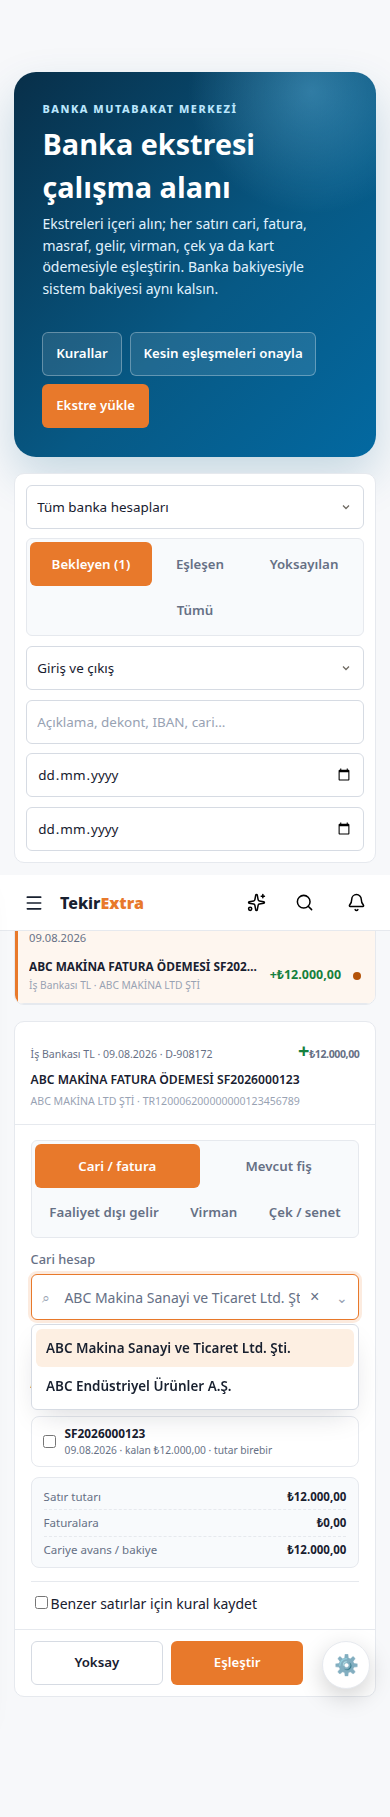 BANKA MUTABAKAT MERKEZİ
Banka ekstresi
çalışma alanı
Ekstreleri içeri alın; her satırı cari, fatura,
masraf, gelir, virman, çek ya da kart
ödemesiyle eşleştirin. Banka bakiyesiyle
sistem bakiyesi aynı kalsın.
Kurallar
Kesin eşleşmeleri onayla
Ekstre yükle
Tüm banka hesapları
Bekleyen (1)
Eşleşen
Yoksayılan
Tümü
Giriş ve çıkış
Açıklama, dekont, IBAN, cari...
dd.mm.yyyy
dd.mm.yyyy
TekirExtra
09.08.2026
ABC MAKİNA FATURA ÖDEMESİ SF202...
+₺12.000,00
İş Bankası TL · ABC MAKİNA LTD ŞTİ
İş Bankası TL · 09.08.2026 · D-908172
+₺12.000,00
ABC MAKİNA FATURA ÖDEMESİ SF2026000123
ABC MAKİNA LTD ŞTİ · TR120006200000000123456789
Cari / fatura
Mevcut fiş
Faaliyet dışı gelir
Virman
Çek / senet
Cari hesap
ABC Makina Sanayi ve Ticaret Ltd. Şt
ABC Makina Sanayi ve Ticaret Ltd. Şti.
ABC Endüstriyel Ürünler A.Ş.
SF2026000123
09.08.2026 · kalan ₺12.000,00 · tutar birebir
Satır tutarı
₺12.000,00
Faturalara
₺0,00
Cariye avans / bakiye
₺12.000,00
Benzer satırlar için kural kaydet
Yoksay
Eşleştir